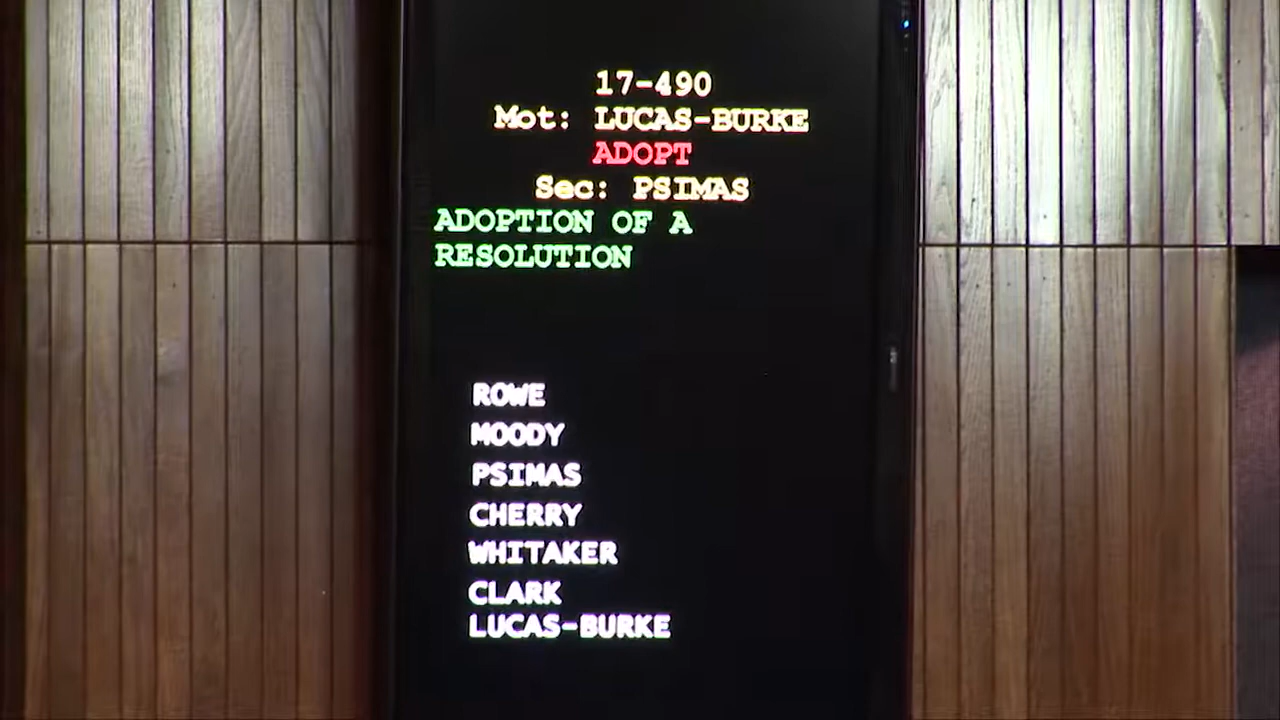 17-490
Mot: LUCAS-BURKE
ADOPT
Sec: PSIMAS
ADOPTION OF A
RESOLUTION
ROWE
MOODY
PSIMAS
CHERRY
WHITAKER
CLARK
LUCAS-BURKE